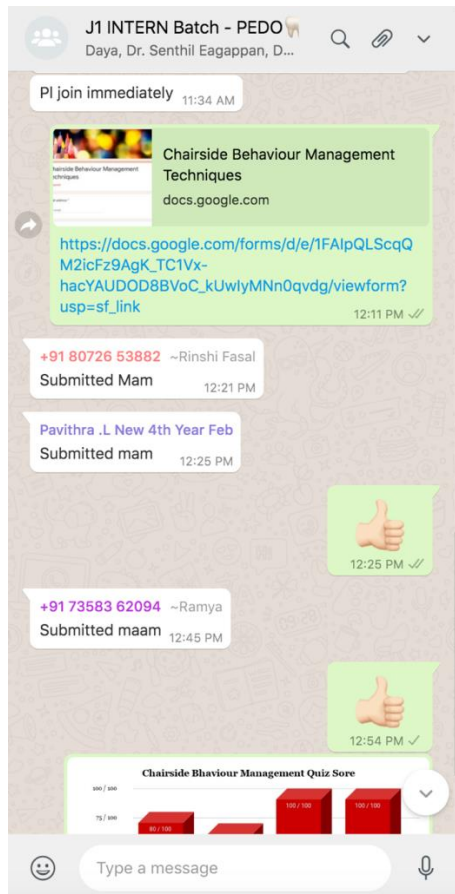 J1 INTERN Batch - PEDO🦷
Daya, Dr. Senthil Eagappan, D...
Pl join immediately 11:34 AM
Chairside Behaviour Management
Techniques
docs.google.com
https://docs.google.com/forms/d/e/1FAIpQLScqQ
M2icFz9AgK_TC1Vx-
hacYAUDOD8BVoC_kUwIyMNn0qvdg/viewform?
usp=sf_link
12:11 PM
+91 80726 53882 ~Rinshi Fasal
Submitted Mam 12:21 PM
Pavithra .L New 4th Year Feb
Submitted mam 12:25 PM
12:25 PM
+91 73583 62094 ~Ramya
Submitted maam 12:45 PM
12:54 PM
Chairside Bhaviour Management Quiz Sore
100 / 100
100 / 100 100 / 100
75 / 100
80 / 100
Type a message